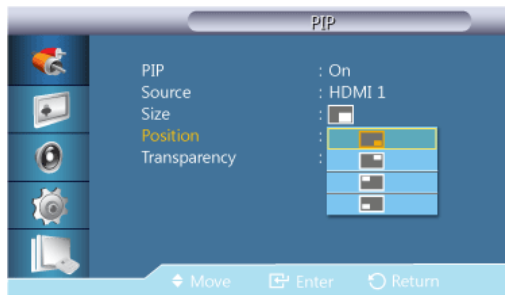 PIP
PIP : On
Source : HDMI 1
Size :
Position :
Transparency :
Move Enter Return